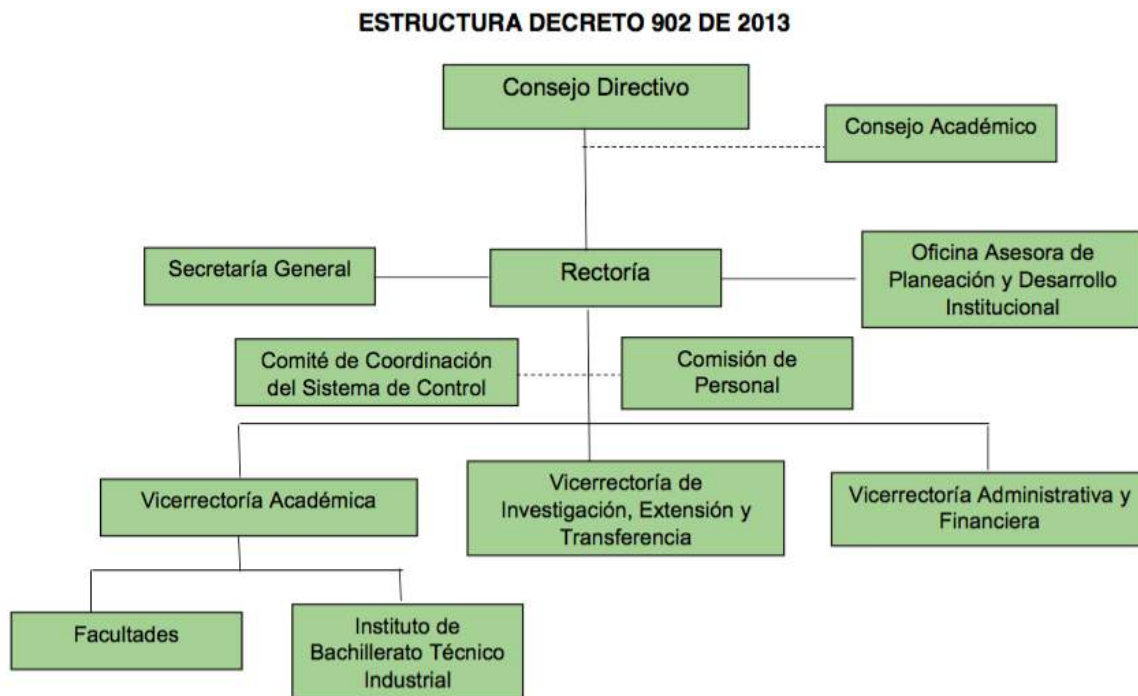 ESTRUCTURA DECRETO 902 DE 2013
Consejo Directivo
Consejo Académico
Secretaría General
Rectoría
Oficina Asesora de
Planeación y Desarrollo
Institucional
Comité de Coordinación
del Sistema de Control
Comisión de
Personal
Vicerrectoría Académica
Vicerrectoría de
Investigación, Extensión y
Transferencia
Vicerrectoría Administrativa y
Financiera
Facultades
Instituto de
Bachillerato Técnico
Industrial